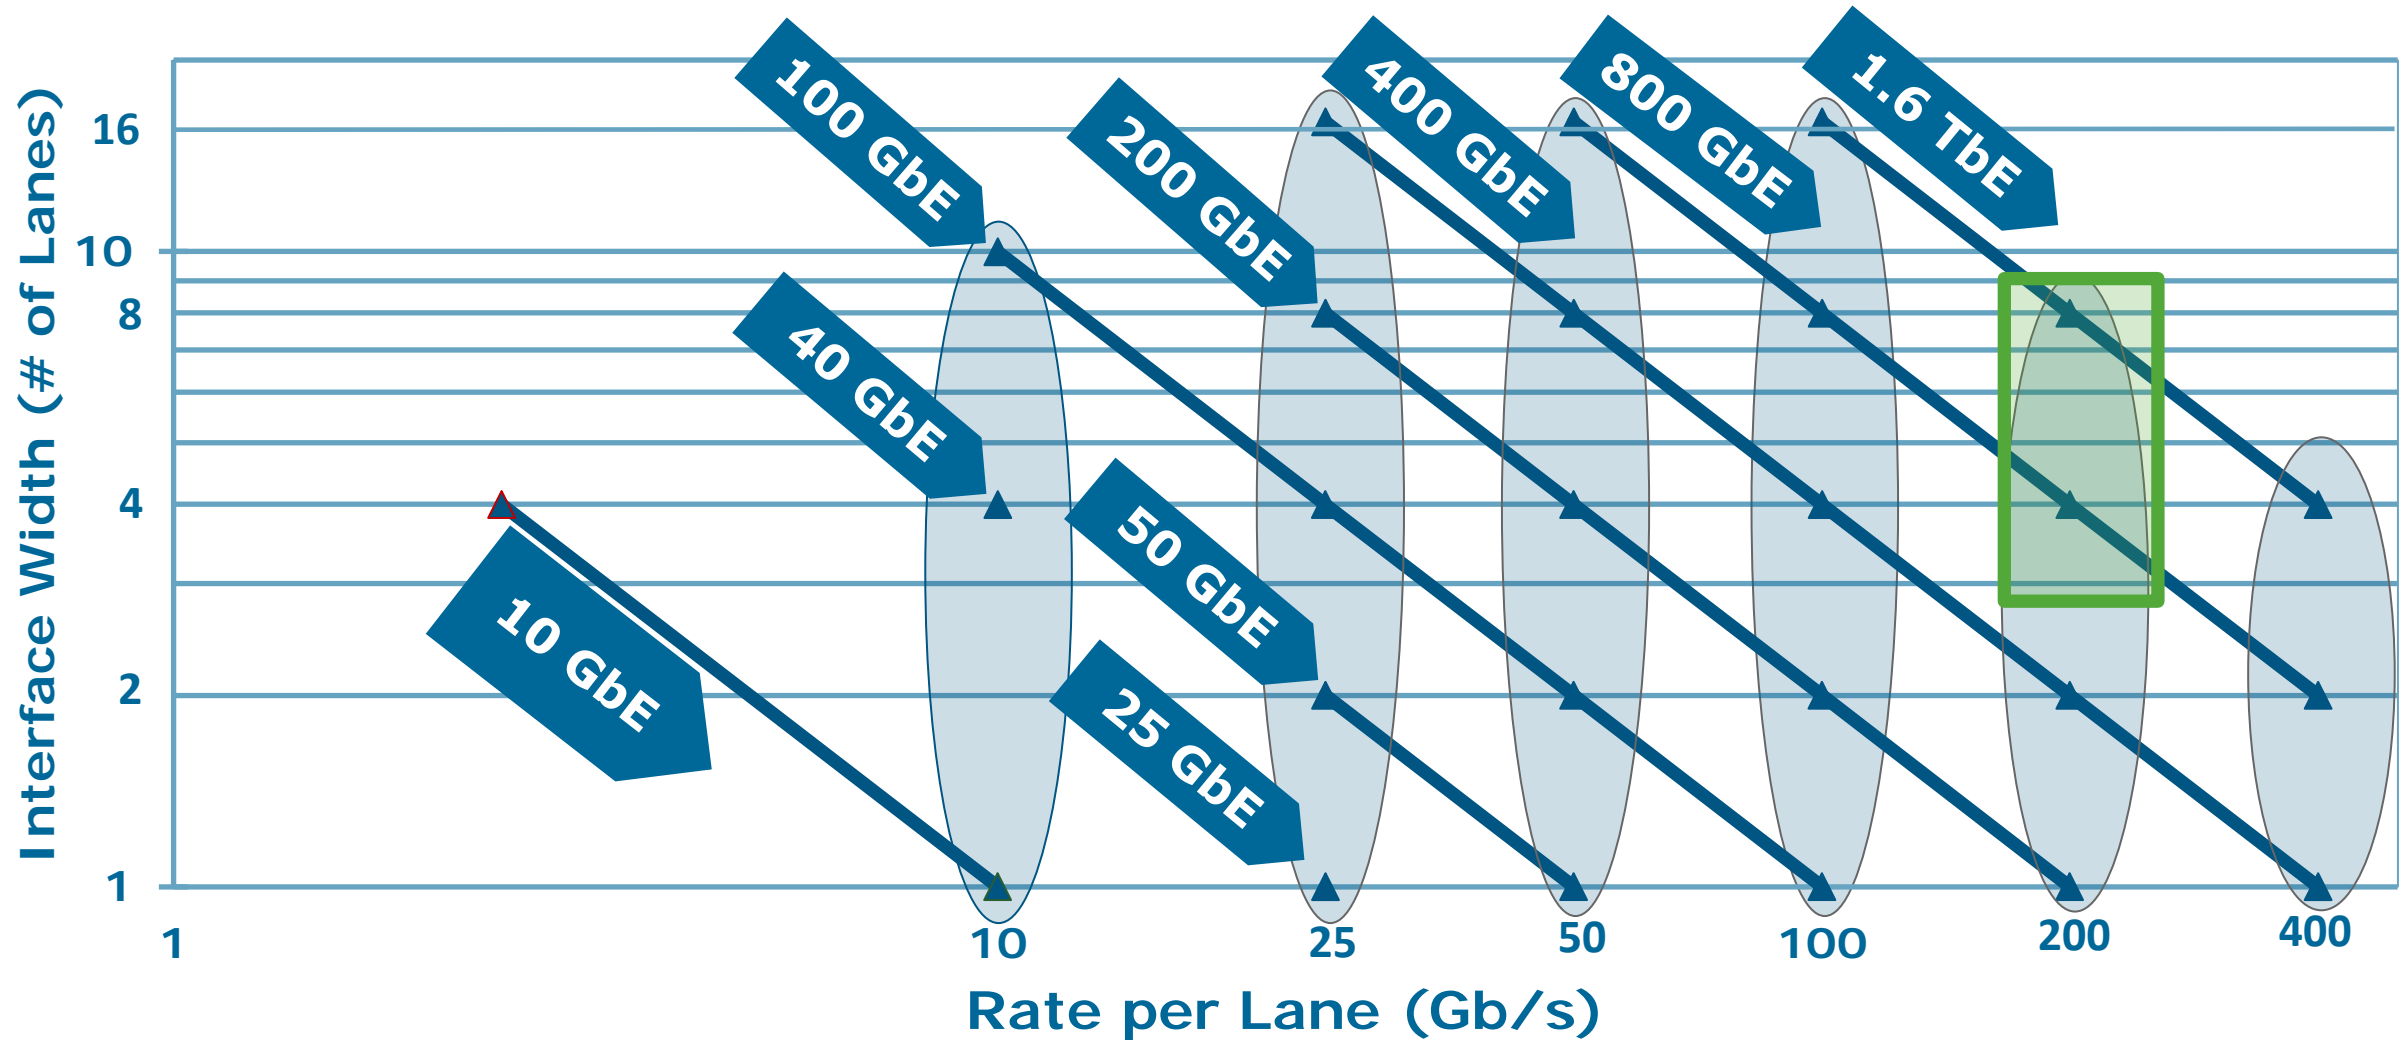 100 GbE
200 GbE
400 GbE
800 GbE
1.6 TbE
40 GbE
50 GbE
10 GbE
25 GbE
Interface Width (# of Lanes)
16
10
8
4
2
1
1
10
25
50
100
200
400
Rate per Lane (Gb/s)